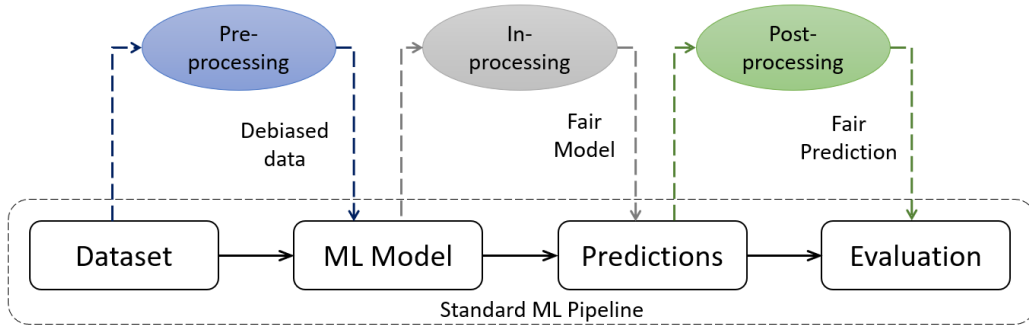 Pre-
processing
In-
processing
Post-
processing
Debiased
data
Fair
Model
Fair
Prediction
Dataset
ML Model
Predictions
Evaluation
Standard ML Pipeline